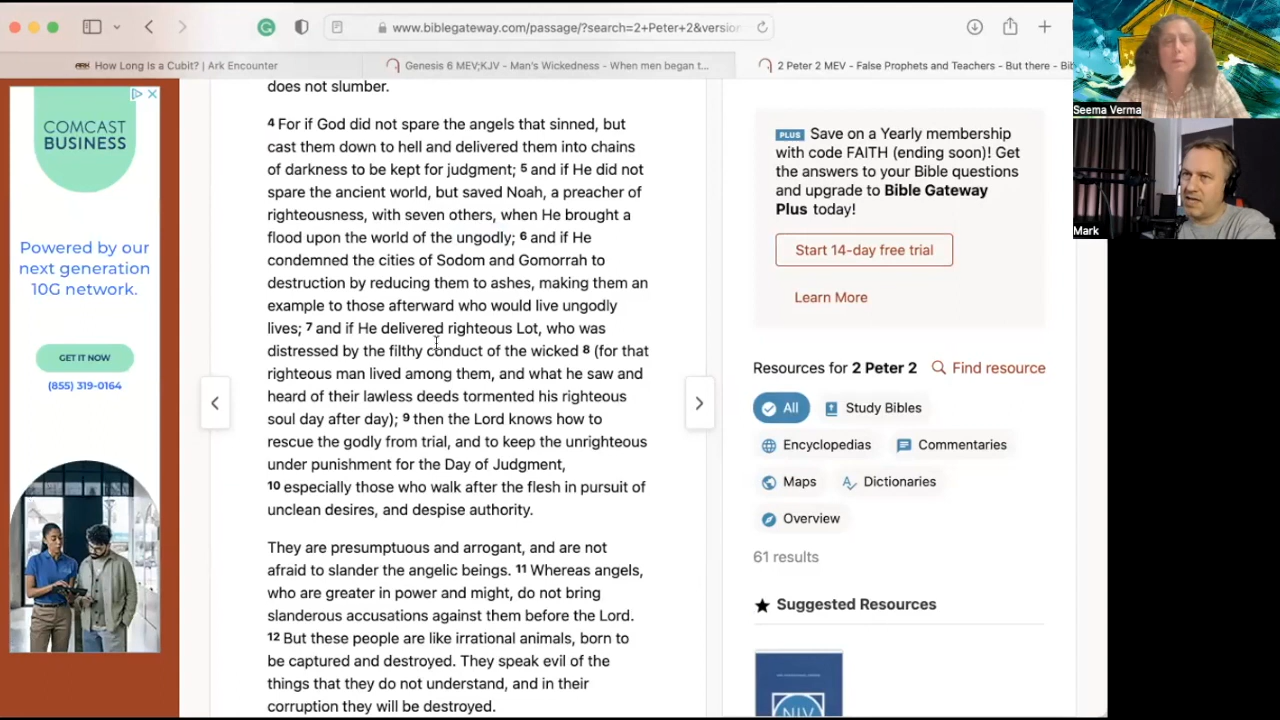 www.biblegateway.com/passage/?search=2+Peter+2&version
How Long Is a Cubit? | Ark Encounter
Genesis 6 MEV;KJV - Man's Wickedness - When men began t...
2 Peter 2 MEV - False Prophets and Teachers - But there - Bib
COMCAST
BUSINESS
Powered by our
next generation
10G network.
GET IT NOW
(855) 319-0164
does not slumber.
4 For if God did not spare the angels that sinned, but
cast them down to hell and delivered them into chains
of darkness to be kept for judgment; 5 and if He did not
spare the ancient world, but saved Noah, a preacher of
righteousness, with seven others, when He brought a
flood upon the world of the ungodly; 6 and if He
condemned the cities of Sodom and Gomorrah to
destruction by reducing them to ashes, making them an
example to those afterward who would live ungodly
lives; 7 and if He delivered righteous Lot, who was
distressed by the filthy conduct of the wicked 8 (for that
righteous man lived among them, and what he saw and
heard of their lawless deeds tormented his righteous
soul day after day); 9 then the Lord knows how to
rescue the godly from trial, and to keep the unrighteous
under punishment for the Day of Judgment,
10 especially those who walk after the flesh in pursuit of
unclean desires, and despise authority.
They are presumptuous and arrogant, and are not
afraid to slander the angelic beings. 11 Whereas angels,
who are greater in power and might, do not bring
slanderous accusations against them before the Lord.
12 But these people are like irrational animals, born to
be captured and destroyed. They speak evil of the
things that they do not understand, and in their
corruption they will be destroyed.
PLUS Save on a Yearly membership
with code FAITH (ending soon)! Get
the answers to your Bible questions
and upgrade to Bible Gateway
Plus today!
Start 14-day free trial
Learn More
Resources for 2 Peter 2
Find resource
All
Study Bibles
Encyclopedias
Commentaries
Maps
Dictionaries
Overview
61 results
Suggested Resources
NIV
Seema Verma
Mark